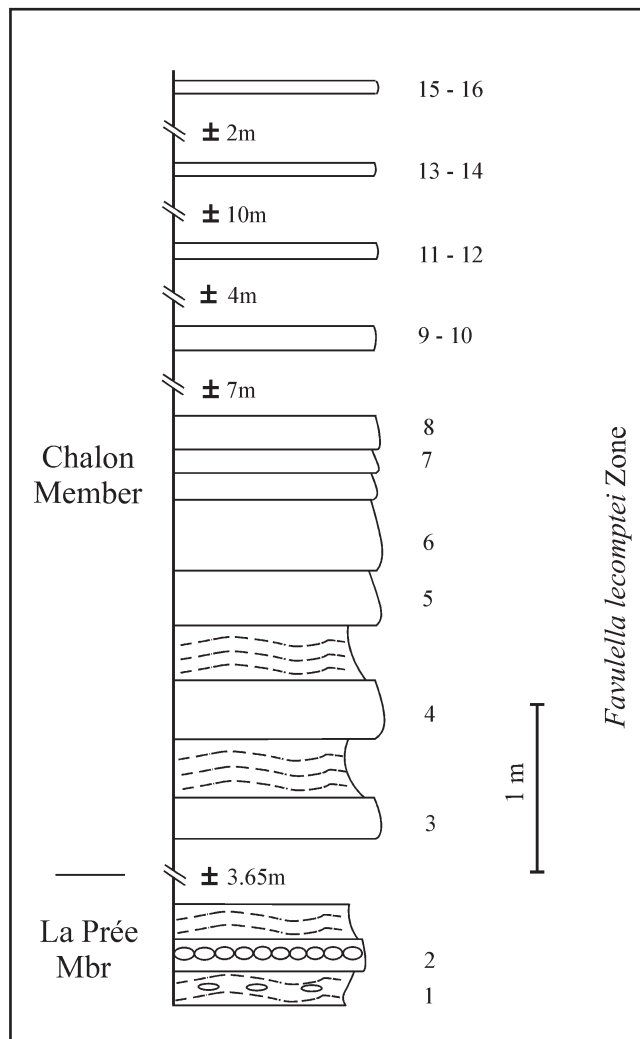 15 - 16
± 2m
13 - 14
± 10m
11 - 12
± 4m
9 - 10
± 7m
8
7
Chalon
Member
6
5
4
3
1 m
Favulella lecomptei Zone
± 3.65m
La Prée
Mbr
2
1